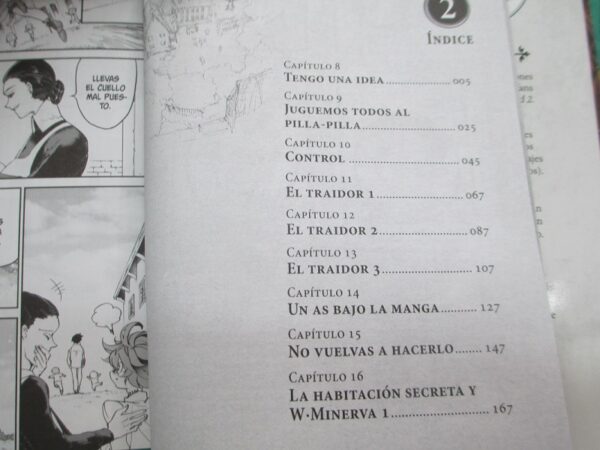 LLEVAS
EL CUELLO
MAL PUES-
TO.
2
ÍNDICE
CAPÍTULO 8
TENGO UNA IDEA.................... 005
CAPÍTULO 9
JUGUEMOS TODOS AL
PILLA-PILLA........................ 025
CAPÍTULO 10
CONTROL ........................ 045
CAPÍTULO 11
EL TRAIDOR 1.................... 067
CAPÍTULO 12
EL TRAIDOR 2.................... 087
CAPÍTULO 13
EL TRAIDOR 3.................... 107
CAPÍTULO 14
UN AS BAJO LA MANGA........... 127
CAPÍTULO 15
NO VUELVAS A HACERLO....... 147
CAPÍTULO 16
LA HABITACIÓN SECRETA Y
W·MINERVA 1...................... 167